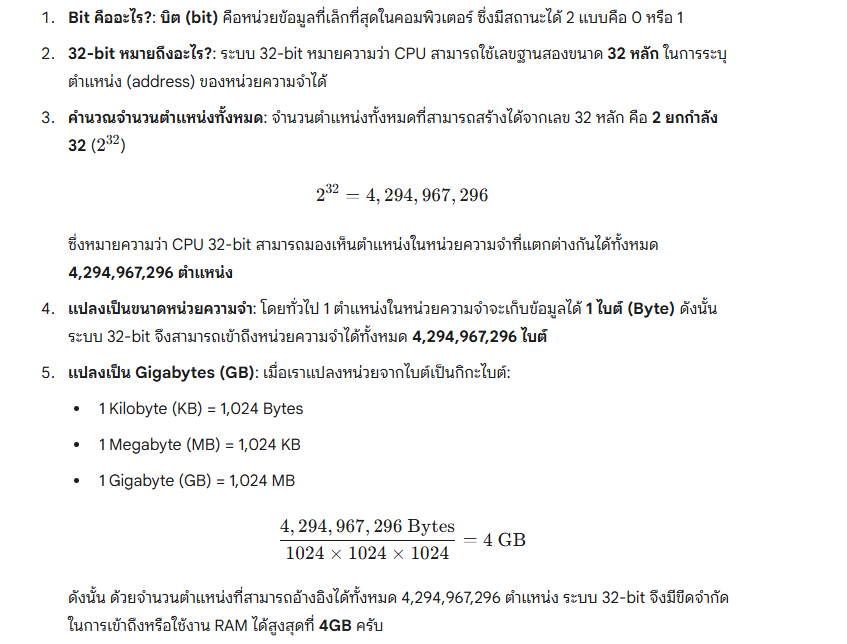 1. Bit คืออะไร?: บิต (bit) คือหน่วยข้อมูลที่เล็กที่สุดในคอมพิวเตอร์ ซึ่งมีสถานะได้ 2 แบบคือ 0 หรือ 1
2. 32-bit หมายถึงอะไร?: ระบบ 32-bit หมายความว่า CPU สามารถใช้เลขฐานสองขนาด 32 หลัก ในการระบุ
ตำแหน่ง (address) ของหน่วยความจำได้
3. คำนวณจำนวนตำแหน่งทั้งหมด: จำนวนตำแหน่งทั้งหมดที่สามารถสร้างได้จากเลข 32 หลัก คือ 2 ยกกำลัง
32 (2^32)
2^32 = 4,294,967,296
ซึ่งหมายความว่า CPU 32-bit สามารถมองเห็นตำแหน่งในหน่วยความจำที่แตกต่างกันได้ทั้งหมด
4,294,967,296 ตำแหน่ง
4. แปลงเป็นขนาดหน่วยความจำ: โดยทั่วไป 1 ตำแหน่งในหน่วยความจำจะเก็บข้อมูลได้ 1 ไบต์ (Byte) ดังนั้น
ระบบ 32-bit จึงสามารถเข้าถึงหน่วยความจำได้ทั้งหมด 4,294,967,296 ไบต์
5. แปลงเป็น Gigabytes (GB): เมื่อเราแปลงหน่วยจากไบต์เป็นกิกะไบต์:
• 1 Kilobyte (KB) = 1,024 Bytes
• 1 Megabyte (MB) = 1,024 KB
• 1 Gigabyte (GB) = 1,024 MB
4,294,967,296 Bytes
1024 × 1024 × 1024 = 4 GB
ดังนั้น ด้วยจำนวนตำแหน่งที่สามารถอ้างอิงได้ทั้งหมด 4,294,967,296 ตำแหน่ง ระบบ 32-bit จึงมีขีดจำกัด
ในการเข้าถึงหรือใช้งาน RAM ได้สูงสุดที่ 4GB ครับ